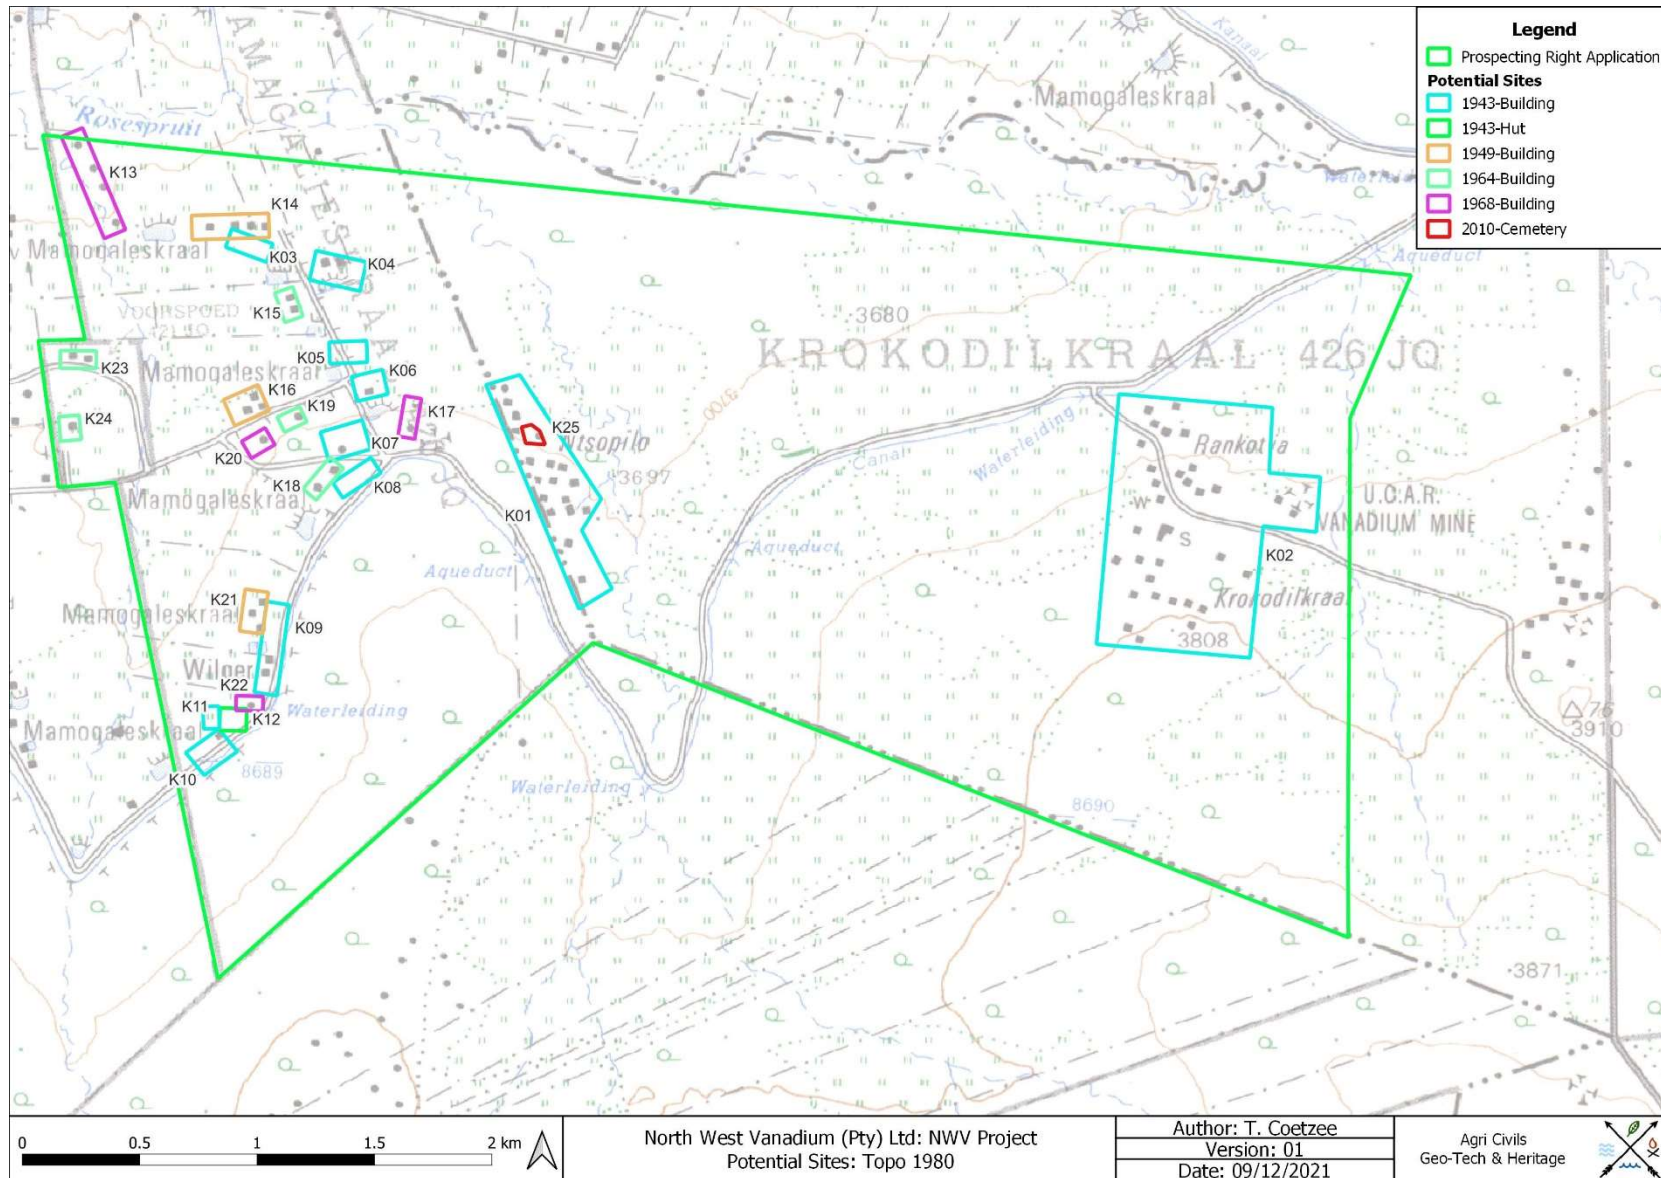 Legend
Prospecting Right Application
Potential Sites
1943-Building
1943-Hut
1949-Building
1964-Building
1968-Building
2010-Cemetery
Kanaal
Mamogaleskraal
Rosespruit
K13
K14
Mamogaleskraal
K03
K04
Aqueduct
VOORSPOED
K15
3680
KROKODILKRAAL 426 JQ
K05
K23
Mamogaleskraal
K06
K16
K17
3700
K19
K24
K25
Ntsopilo
Waterleiding
Rankotia
K20
K07
Canal
3697
K18
K08
Mamogaleskraal
K01
W
U.C.A.R.
VANADIUM MINE
S
K02
Aqueduct
Aqueduct
K21
Mamogaleskraal
K09
Krokodilkraal
3808
Wilger
K22
K11
K12
Waterleiding
76
3910
Mamogaleskraal
K10
8689
Waterleiding
8690
3871
0 0.5 1 1.5 2 km
North West Vanadium (Pty) Ltd: NWV Project
Potential Sites: Topo 1980
Author: T. Coetzee
Version: 01
Date: 09/12/2021
Agri Civils
Geo-Tech & Heritage